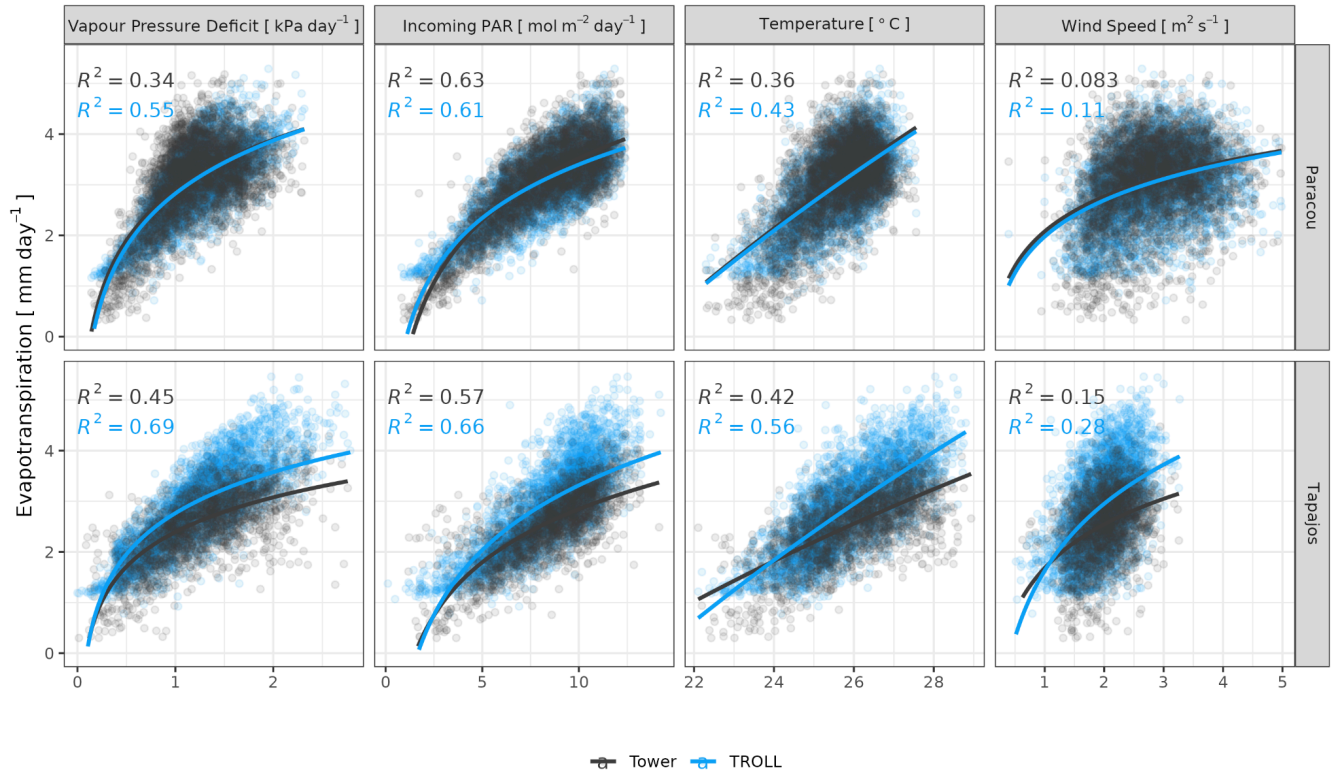 Vapour Pressure Deficit [ kPa day⁻¹ ]
Incoming PAR [ mol m⁻² day⁻¹ ]
Temperature [ ° C ]
Wind Speed [ m² s⁻¹ ]
Evapotranspiration [ mm day⁻¹ ]
4
2
0
R² = 0.34
R² = 0.55
R² = 0.63
R² = 0.61
R² = 0.36
R² = 0.43
R² = 0.083
R² = 0.11
Paracou
4
2
0
R² = 0.45
R² = 0.69
R² = 0.57
R² = 0.66
R² = 0.42
R² = 0.56
R² = 0.15
R² = 0.28
Tapajos
0 1 2
0 5 10
22 24 26 28
1 2 3 4 5
a Tower a TROLL